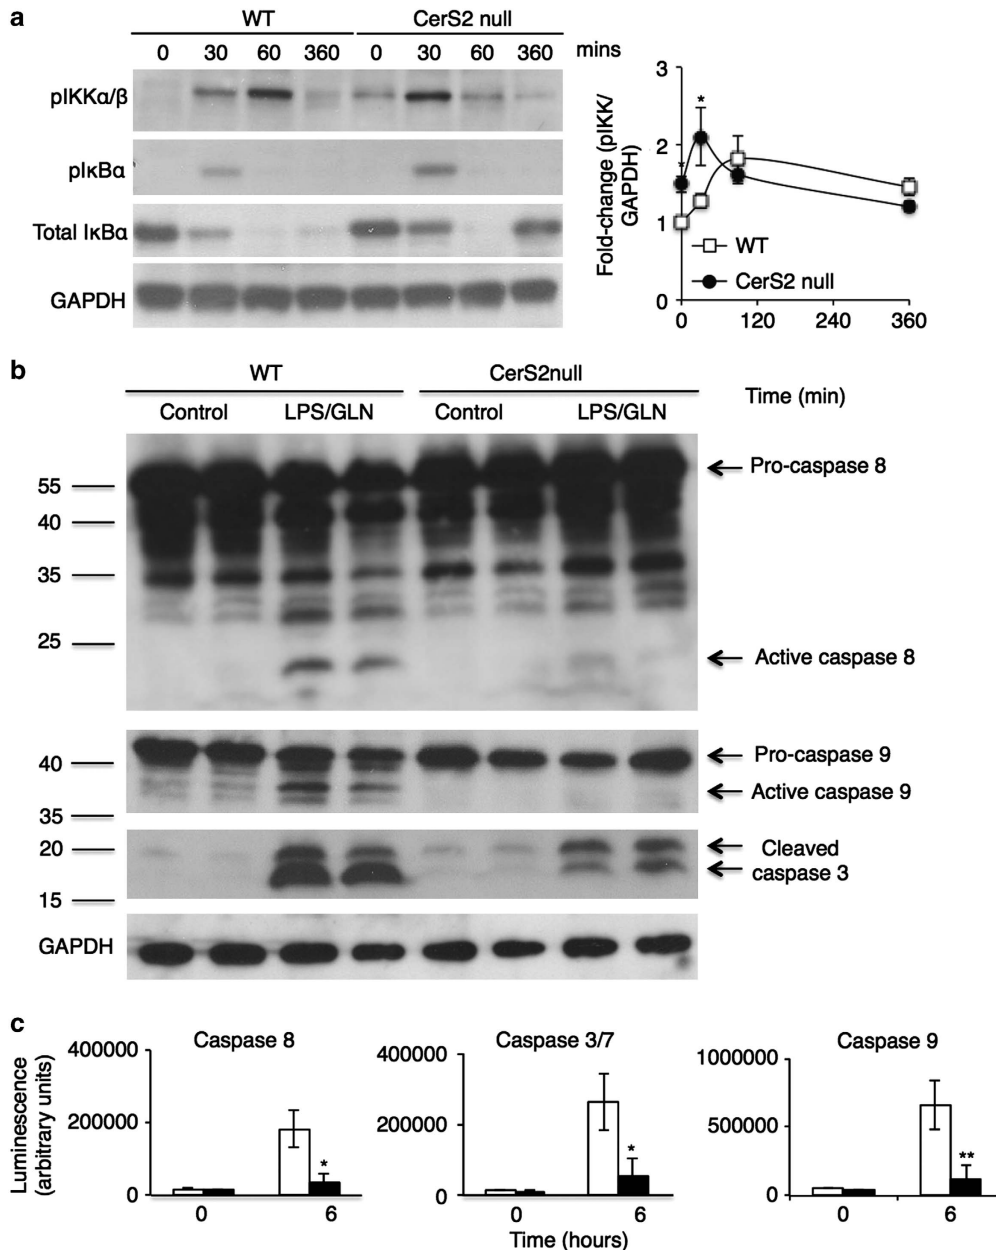 a
WT CerS2 null
0 30 60 360 0 30 60 360 mins
pIKKα/β
pIκBα
Total IκBα
GAPDH
Fold-change (pIKK/
GAPDH)
3
2
1
0
* *
WT
CerS2 null
0 120 240 360
b
WT CerS2null
Control LPS/GLN Control LPS/GLN
Time (min)
55
40
35
25
Pro-caspase 8
Active caspase 8
40
35
Pro-caspase 9
Active caspase 9
20
15
Cleaved
caspase 3
GAPDH
c
Luminescence
(arbitrary units)
Caspase 8
400000
200000
0
*
0 6
Caspase 3/7
400000
200000
0
*
0 6
Caspase 9
1000000
500000
0
**
0 6
Time (hours)